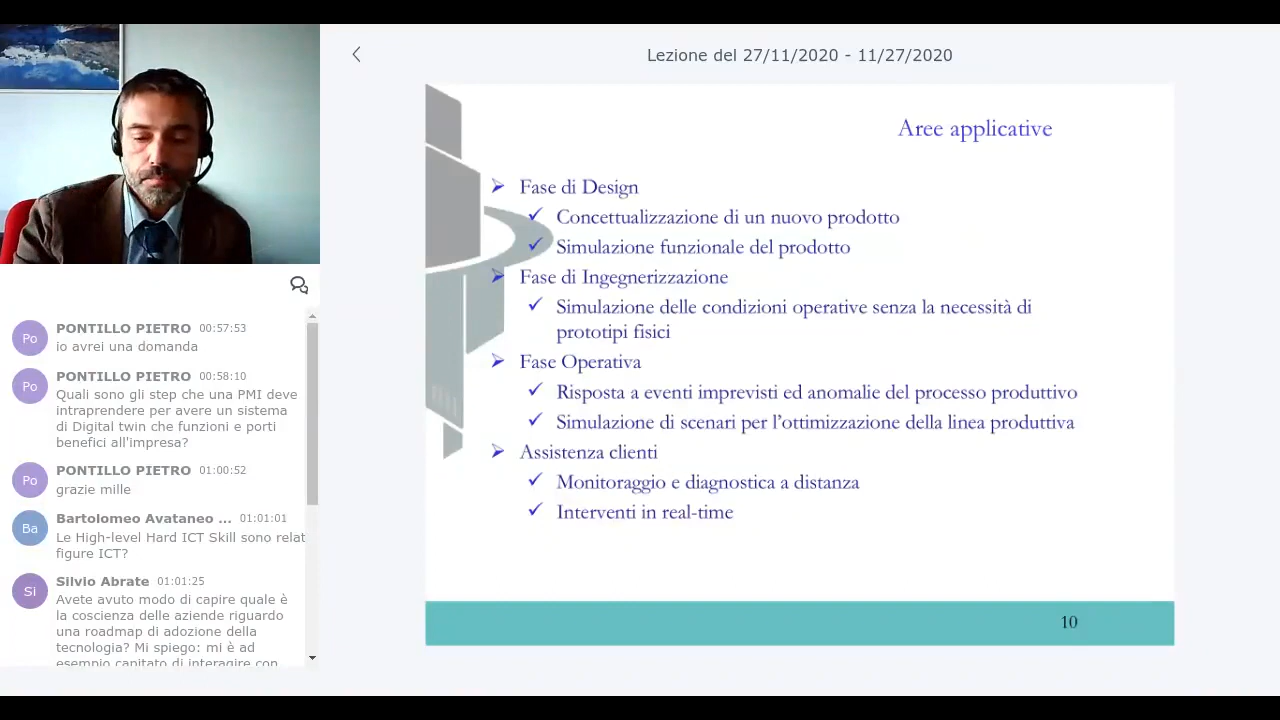 Lezione del 27/11/2020 - 11/27/2020
Aree applicative
Fase di Design
Concettualizzazione di un nuovo prodotto
Simulazione funzionale del prodotto
Fase di Ingegnerizzazione
Simulazione delle condizioni operative senza la necessità di
prototipi fisici
Fase Operativa
Risposta a eventi imprevisti ed anomalie del processo produttivo
Simulazione di scenari per l’ottimizzazione della linea produttiva
Assistenza clienti
Monitoraggio e diagnostica a distanza
Interventi in real-time
10
Po
PONTILLO PIETRO 00:57:53
io avrei una domanda
Po
PONTILLO PIETRO 00:58:10
Quali sono gli step che una PMI deve
intraprendere per avere un sistema
di Digital twin che funzioni e porti
benefici all'impresa?
Po
PONTILLO PIETRO 01:00:52
grazie mille
Ba
Bartolomeo Avataneo ... 01:01:01
Le High-level Hard ICT Skill sono relat
figure ICT?
Si
Silvio Abrate 01:01:25
Avete avuto modo di capire quale è
la coscienza delle aziende riguardo
una roadmap di adozione della
tecnologia? Mi spiego: mi è ad
esempio capitato di interagire con